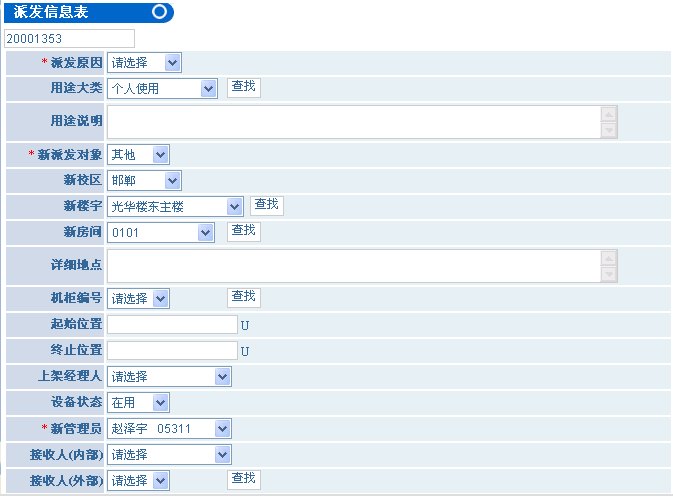 派发信息表
20001353
* 派发原因 请选择
用途大类 个人使用 查找
用途说明
* 新派发对象 其他
新校区 邯郸
新楼宇 光华楼东主楼 查找
新房间 0101 查找
详细地点
机柜编号 请选择 查找
起始位置 U
终止位置 U
上架经理人 请选择
设备状态 在用
* 新管理员 赵泽宇 05311
接收人(内部) 请选择
接收人(外部) 请选择 查找